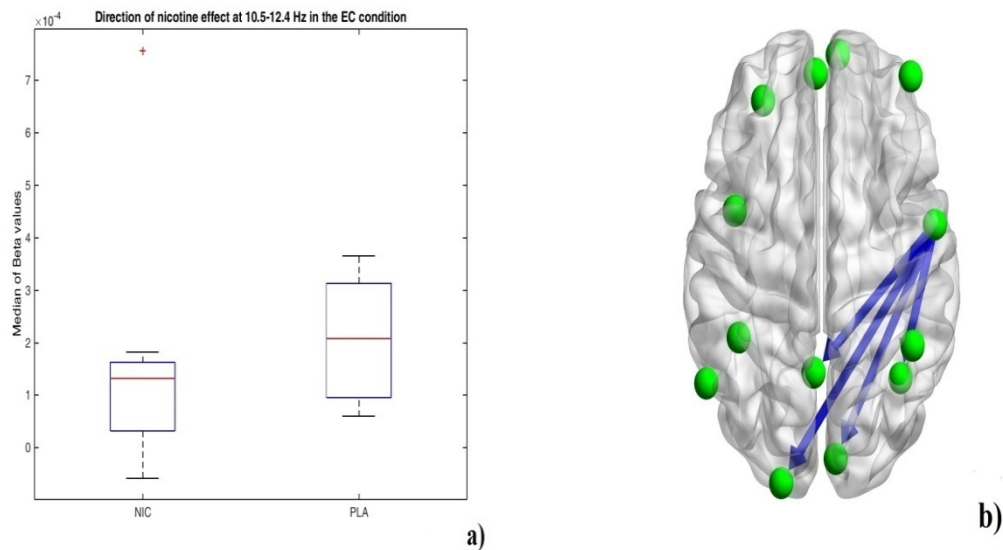 Direction of nicotine effect at 10.5-12.4 Hz in the EC condition
×10⁻⁴
7
6
5
4
3
2
1
0
Median of Beta values
NIC PLA
a)
b)